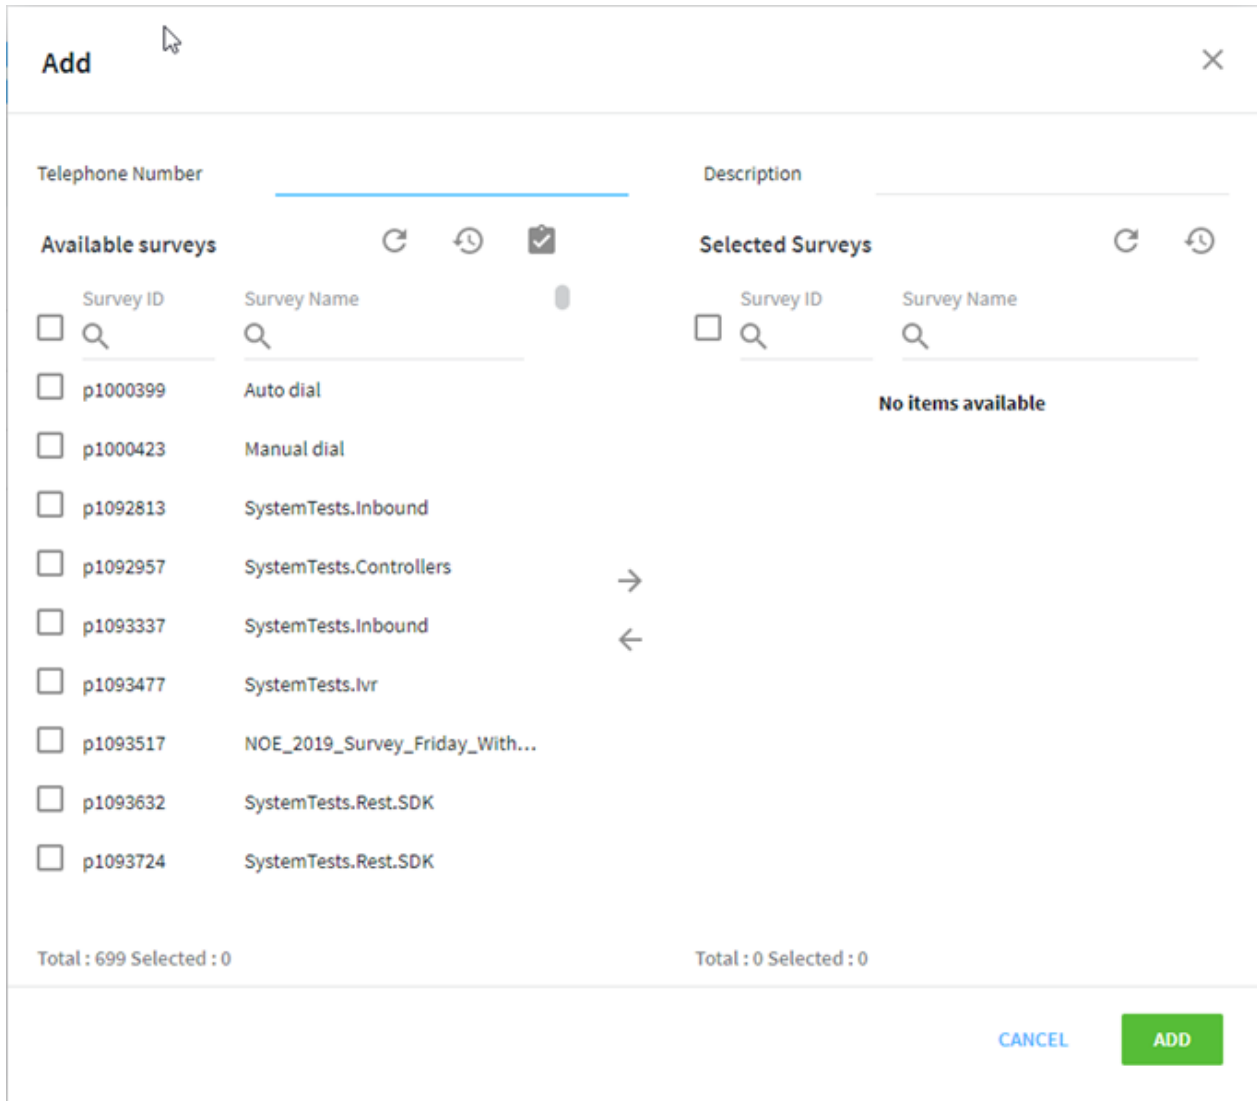 Add
Telephone Number
Description
Available surveys
Selected Surveys
Survey ID Survey Name
Survey ID Survey Name
p1000399 Auto dial
No items available
p1000423 Manual dial
p1092813 SystemTests.Inbound
p1092957 SystemTests.Controllers
p1093337 SystemTests.Inbound
p1093477 SystemTests.Ivr
p1093517 NOE_2019_Survey_Friday_With...
p1093632 SystemTests.Rest.SDK
p1093724 SystemTests.Rest.SDK
Total : 699 Selected : 0
Total : 0 Selected : 0
CANCEL
ADD